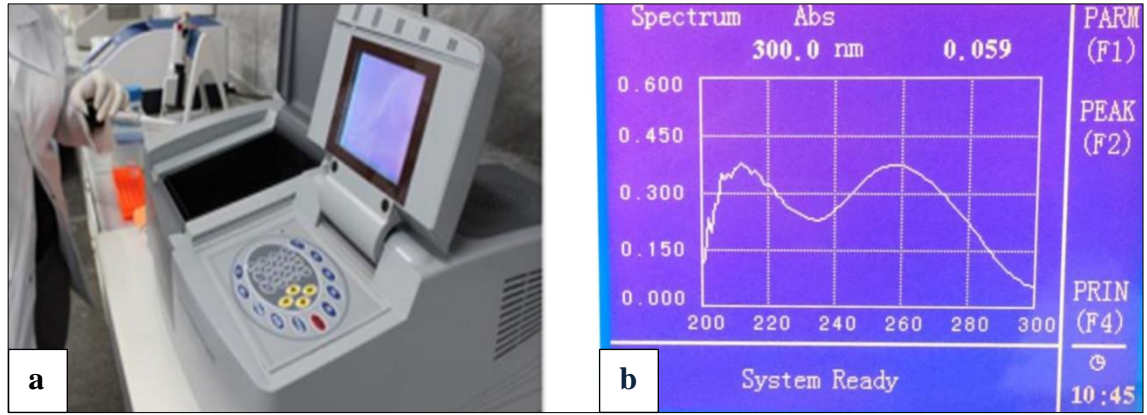 Spectrum Abs
300.0 nm 0.059
0.600
0.450
0.300
0.150
0.000
200 220 240 260 280 300
System Ready
PARM
(F1)
PEAK
(F2)
PRIN
(F4)
10:45
a
b